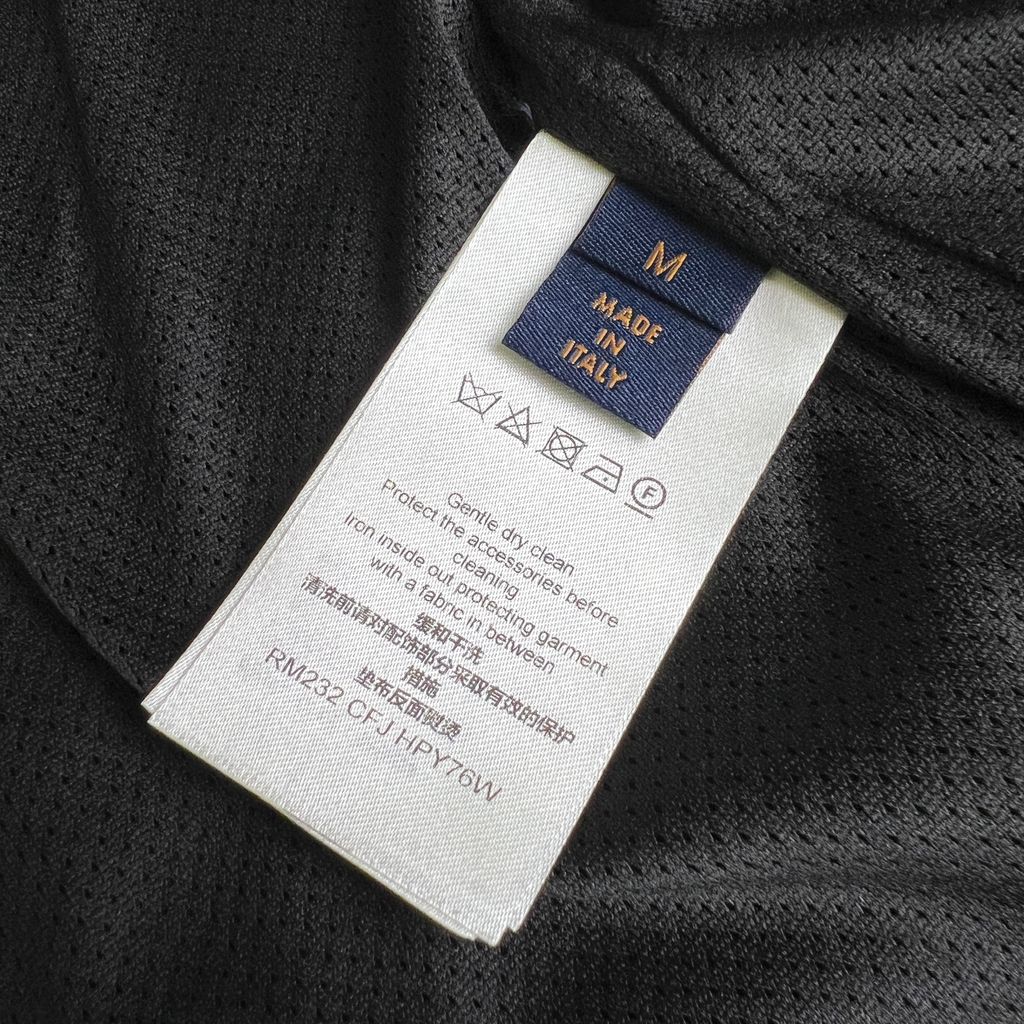 M
MADE
IN
ITALY
F
Gentle dry clean
Protect the accessories before
cleaning
Iron inside out protecting garment
with a fabric in between
缓和干洗
清洗前请对配饰部分采取有效的保护
措施
垫布反面熨烫
RM232 CFJ HPY76W